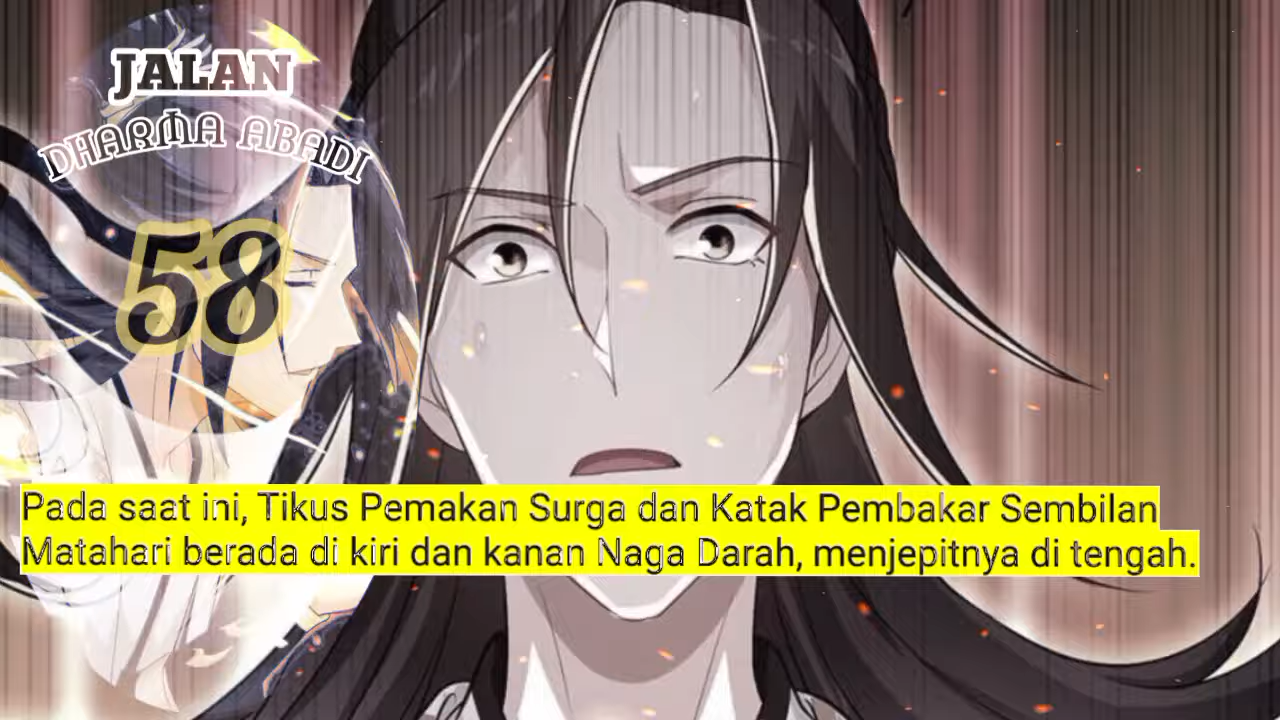 JALAN
DHARMA ABADI
58
Pada saat ini, Tikus Pemakan Surga dan Katak Pembakar Sembilan
Matahari berada di kiri dan kanan Naga Darah, menjepitnya di tengah.